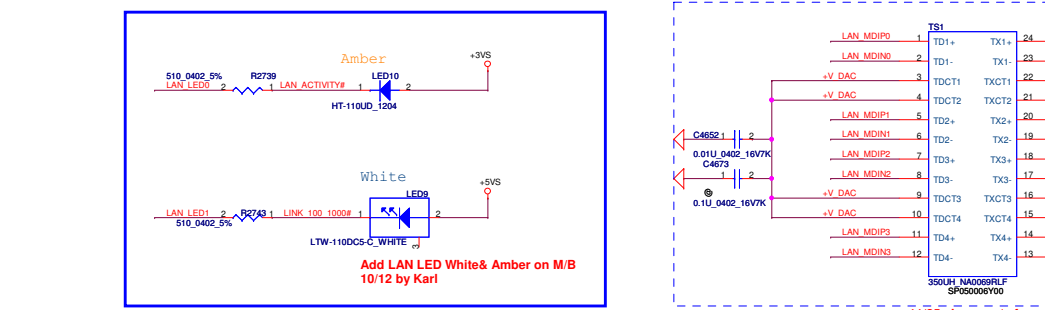 Amber
+3VS
510_0402_5%
R2739
LED10
LAN_LED0
2
1
LAN_ACTIVITY#
1
2
HT-110UD_1204
White
+5VS
LED9
LAN_LED1
2
R2743
1
LINK_100_1000#
1
2
510_0402_5%
LTW-110DC5-C_WHITE
3
Add LAN LED White& Amber on M/B
10/12 by Karl
TS1
LAN_MDIP0 1 TD1+ TX1+ 24
LAN_MDIN0 2 TD1- TX1- 23
+V_DAC 3 TDCT1 TXCT1 22
+V_DAC 4 TDCT2 TXCT2 21
LAN_MDIP1 5 TD2+ TX2+ 20
LAN_MDIN1 6 TD2- TX2- 19
LAN_MDIP2 7 TD3+ TX3+ 18
LAN_MDIN2 8 TD3- TX3- 17
+V_DAC 9 TDCT3 TXCT3 16
+V_DAC 10 TDCT4 TXCT4 15
LAN_MDIP3 11 TD4+ TX4+ 14
LAN_MDIN3 12 TD4- TX4- 13
C4652 1 2
0.01U_0402_16V7K
C4673
1 2
@
0.1U_0402_16V7K
350UH_NA0069RLF
SP050006Y00